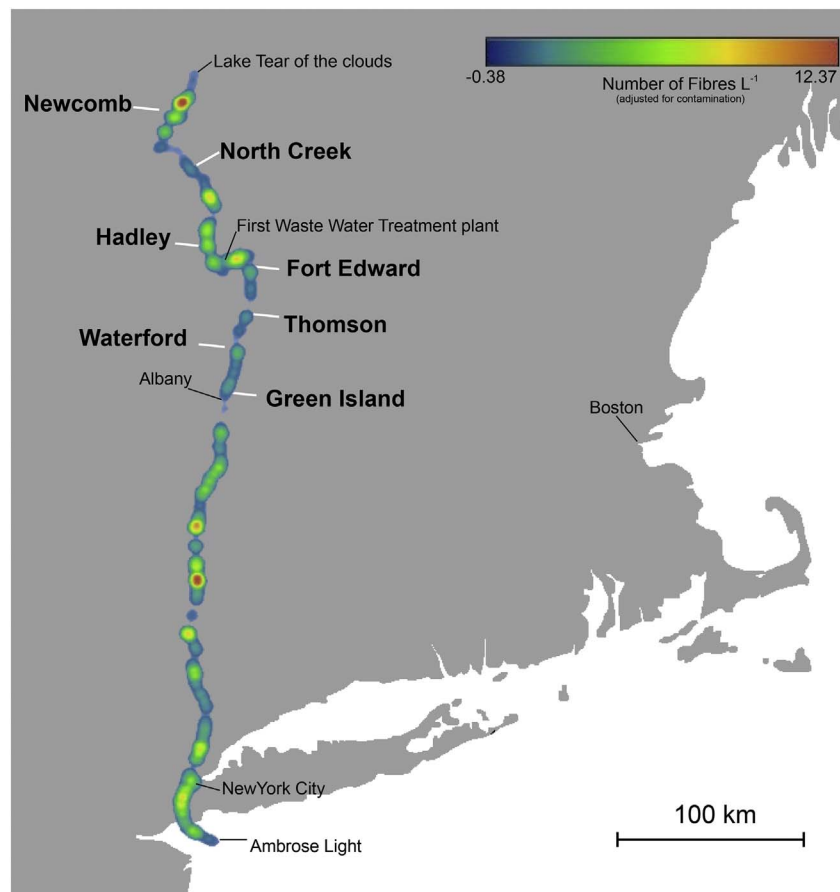 Lake Tear of the clouds
-0.38
12.37
Number of Fibres L⁻¹
(adjusted for contamination)
Newcomb
North Creek
First Waste Water Treatment plant
Hadley
Fort Edward
Thomson
Waterford
Albany
Green Island
Boston
NewYork City
100 km
Ambrose Light